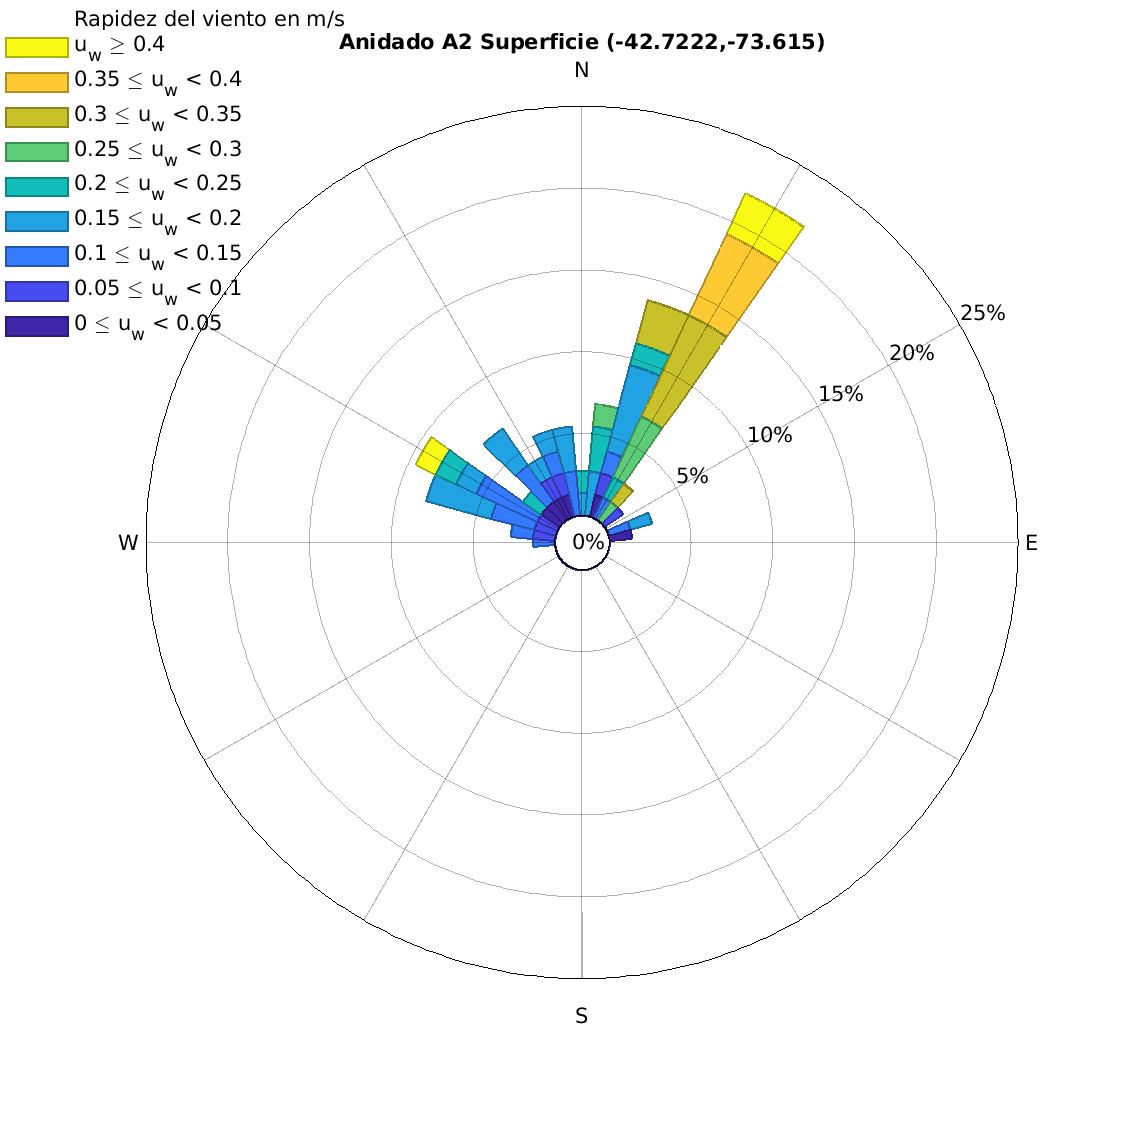 Rapidez del viento en m/s
Anidado A2 Superficie (-42.7222,-73.615)
u_w ≥ 0.4
0.35 ≤ u_w < 0.4
0.3 ≤ u_w < 0.35
0.25 ≤ u_w < 0.3
0.2 ≤ u_w < 0.25
0.15 ≤ u_w < 0.2
0.1 ≤ u_w < 0.15
0.05 ≤ u_w < 0.1
0 ≤ u_w < 0.05
N
25%
20%
15%
10%
5%
W
0%
E
S